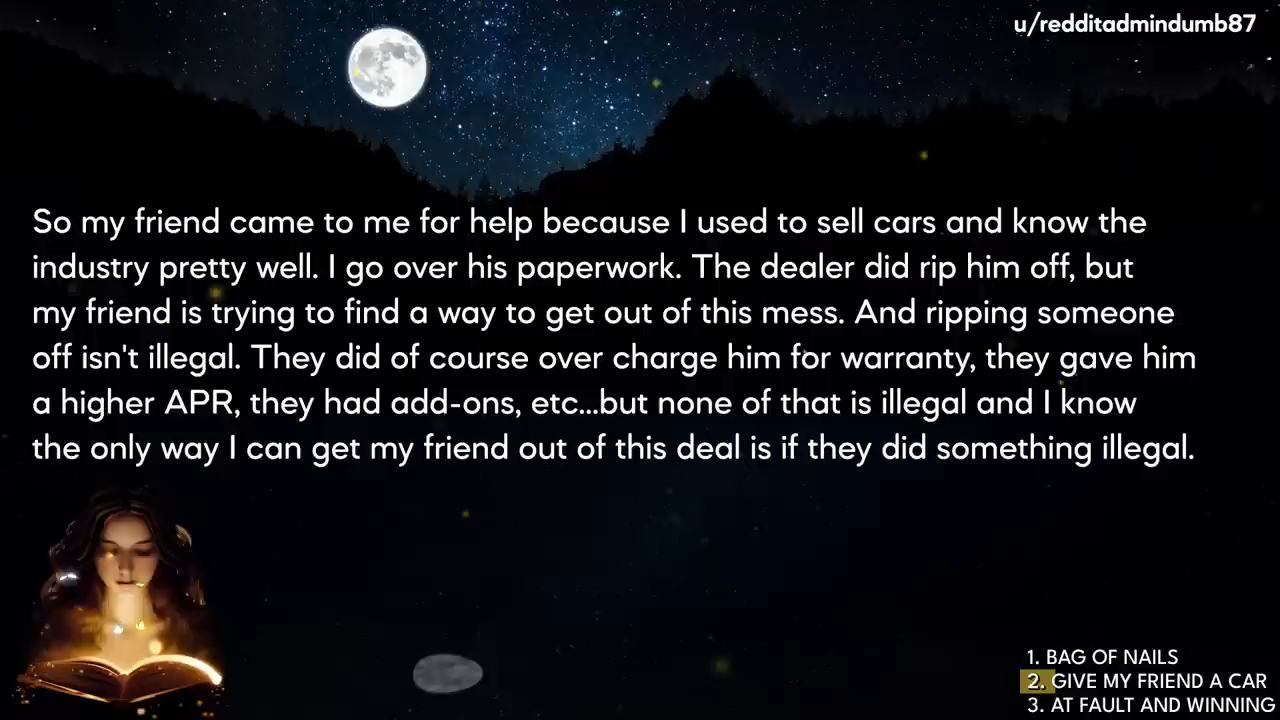 u/redditadmindumb87
So my friend came to me for help because I used to sell cars and know the
industry pretty well. I go over his paperwork. The dealer did rip him off, but
my friend is trying to find a way to get out of this mess. And ripping someone
off isn't illegal. They did of course over charge him for warranty, they gave him
a higher APR, they had add-ons, etc...but none of that is illegal and I know
the only way I can get my friend out of this deal is if they did something illegal.
1. BAG OF NAILS
2. GIVE MY FRIEND A CAR
3. AT FAULT AND WINNING